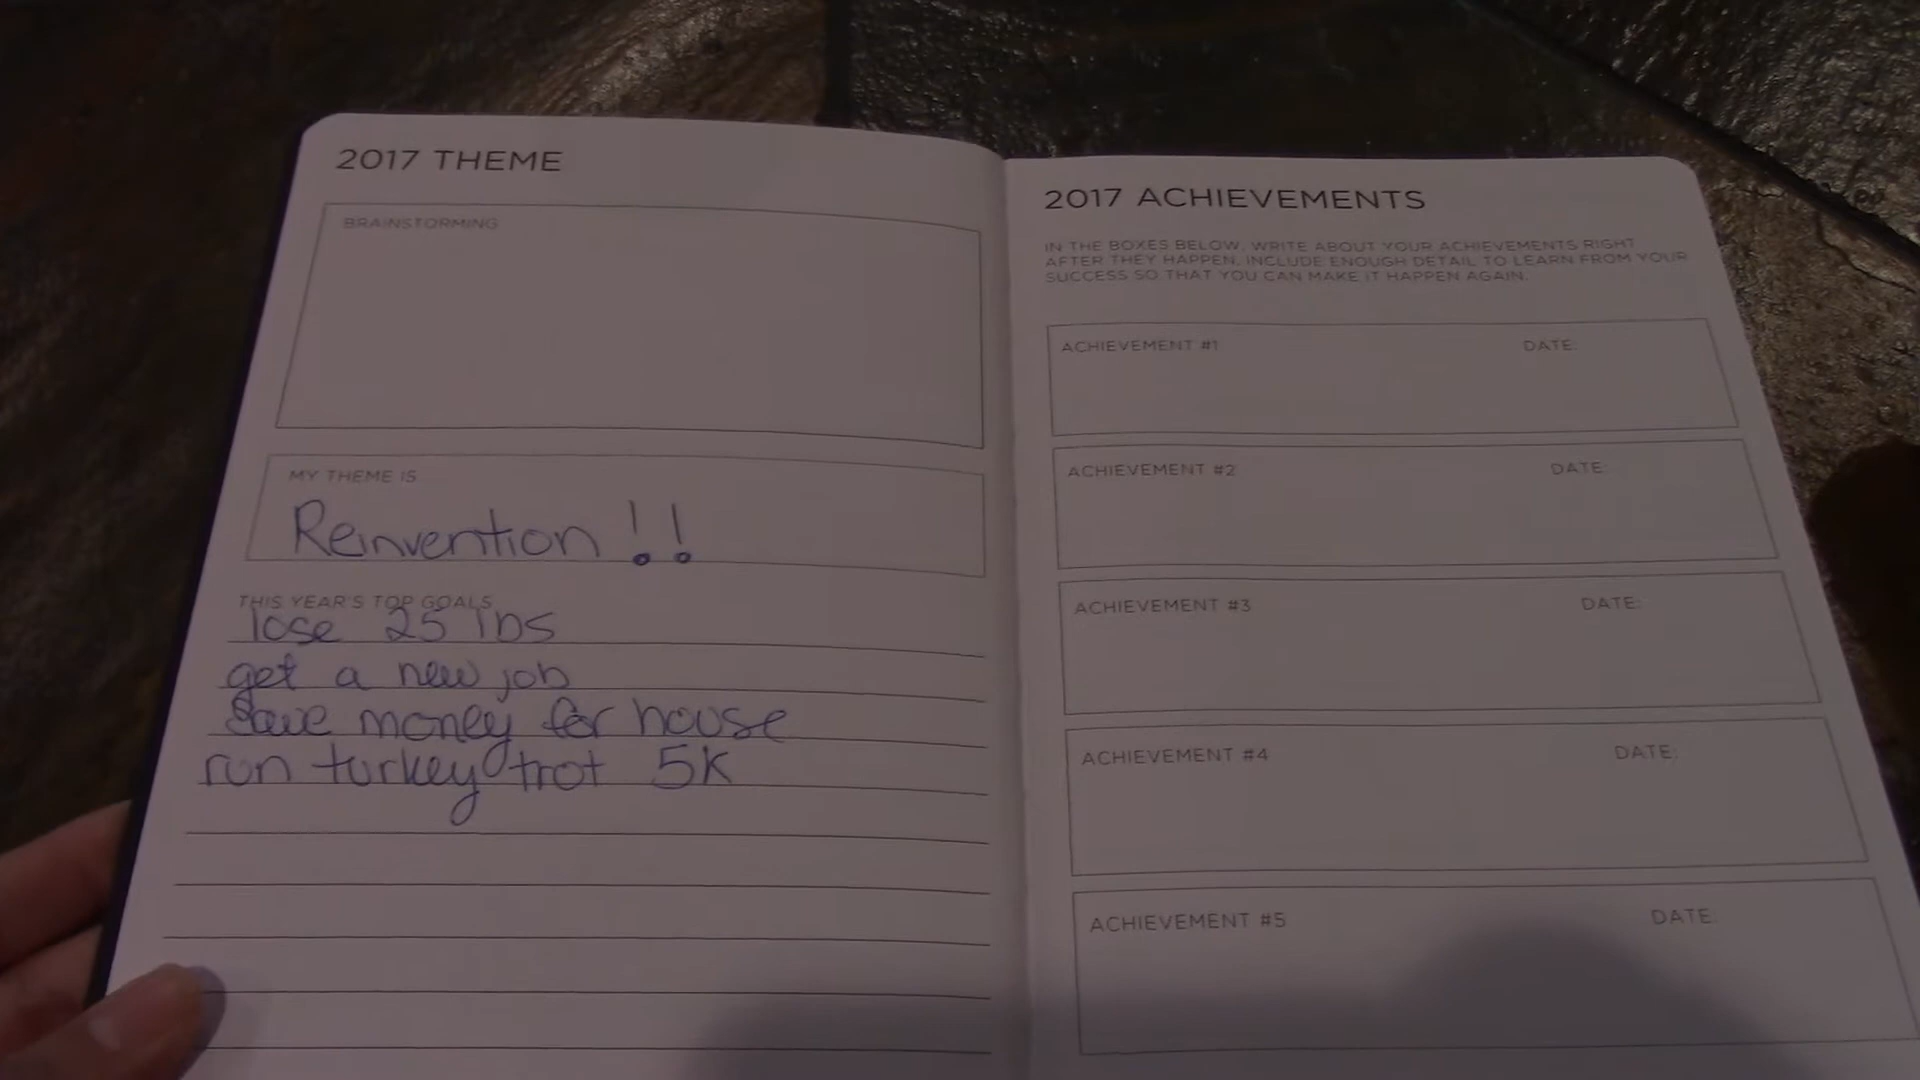 2017 THEME
BRAINSTORMING
MY THEME IS
Reinvention!!
THIS YEAR'S TOP GOALS
lose 25 lbs
get a new job
Save money for house
run turkey trot 5K
2017 ACHIEVEMENTS
IN THE BOXES BELOW, WRITE ABOUT YOUR ACHIEVEMENTS RIGHT
AFTER THEY HAPPEN. INCLUDE ENOUGH DETAIL TO LEARN FROM YOUR
SUCCESS SO THAT YOU CAN MAKE IT HAPPEN AGAIN.
ACHIEVEMENT #1 DATE:
ACHIEVEMENT #2 DATE:
ACHIEVEMENT #3 DATE:
ACHIEVEMENT #4 DATE:
ACHIEVEMENT #5 DATE: